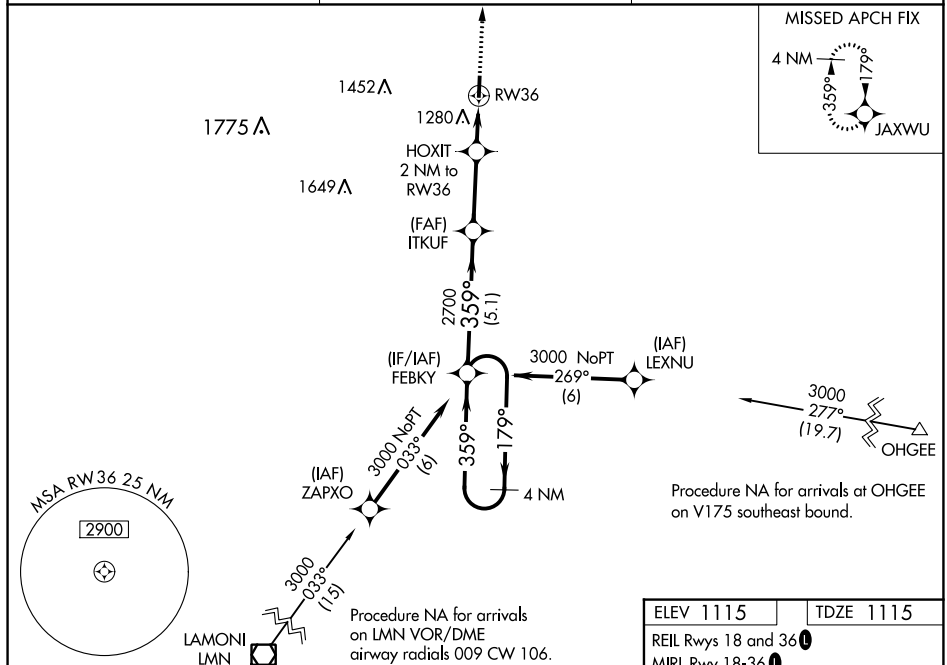 MISSED APCH FIX
4 NM
359°
179°
JAXWU
1452
RW36
1280
1775
HOXIT
2 NM to
RW36
1649
(FAF)
ITKUF
2700
359°
(5.1)
(IF/IAF)
FEBKY
3000 NoPT
269°
(6)
(IAF)
LEXNU
3000
277°
(19.7)
OHGEE
3000 NoPT
033°
(6)
359°
179°
4 NM
(IAF)
ZAPXO
Procedure NA for arrivals at OHGEE
on V175 southeast bound.
MSA RW36 25 NM
2900
3000
033°
(15)
LAMONI
LMN
Procedure NA for arrivals
on LMN VOR/DME
airway radials 009 CW 106.
ELEV 1115
TDZE 1115
REIL Rwys 18 and 36 L
MIRL Rwy 18-36 L